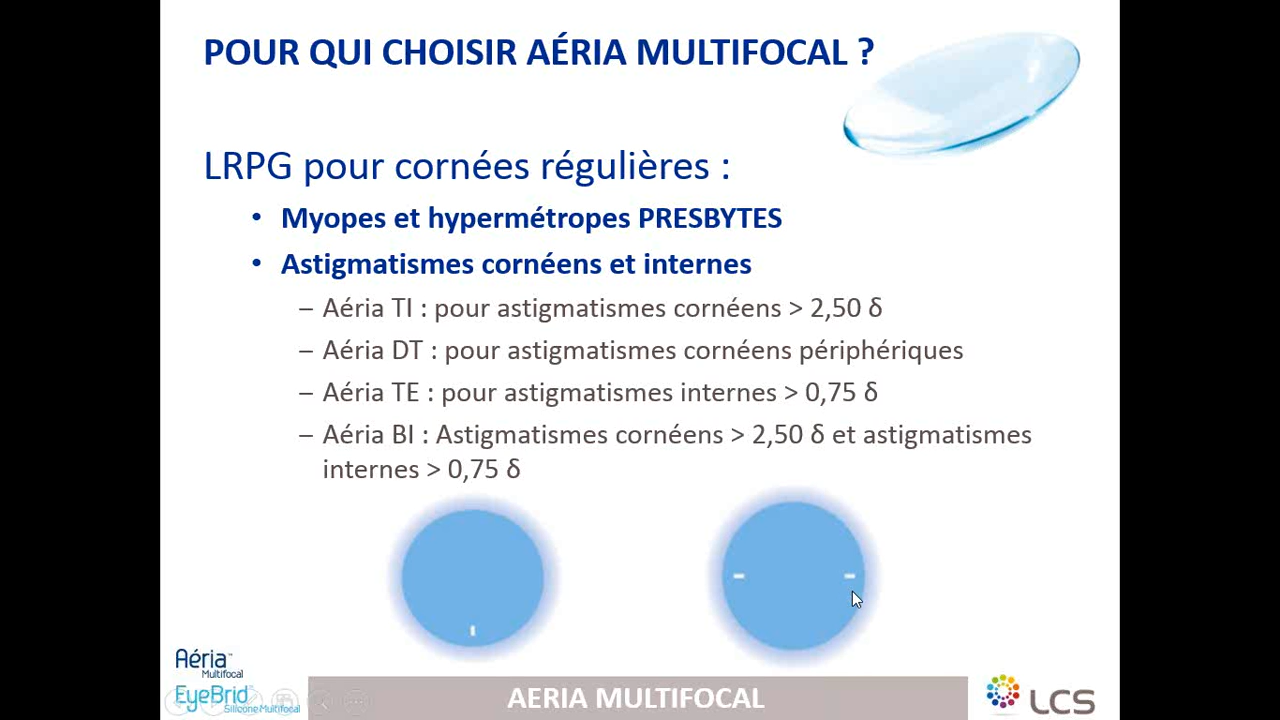 POUR QUI CHOISIR AÉRIA MULTIFOCAL ?
LRPG pour cornées régulières :
• Myopes et hypermétropes PRESBYTES
• Astigmatismes cornéens et internes
– Aéria TI : pour astigmatismes cornéens > 2,50 δ
– Aéria DT : pour astigmatismes cornéens périphériques
– Aéria TE : pour astigmatismes internes > 0,75 δ
– Aéria BI : Astigmatismes cornéens > 2,50 δ et astigmatismes
internes > 0,75 δ
Aéria™
Multifocal
EyeBrid
Silicone Multifocal
AERIA MULTIFOCAL
LCS